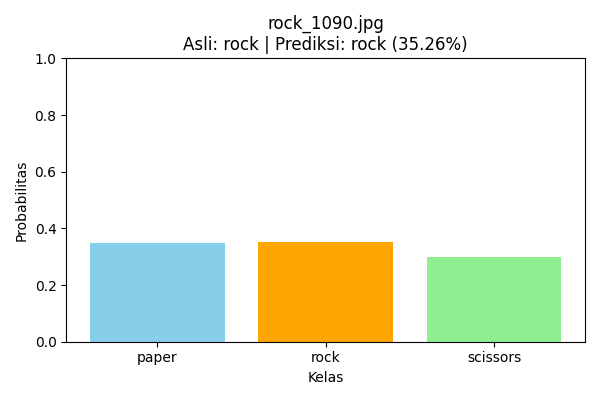 rock_1090.jpg
Asli: rock | Prediksi: rock (35.26%)
1.0
0.8
0.6
0.4
0.2
0.0
Probabilitas
paper
rock
scissors
Kelas